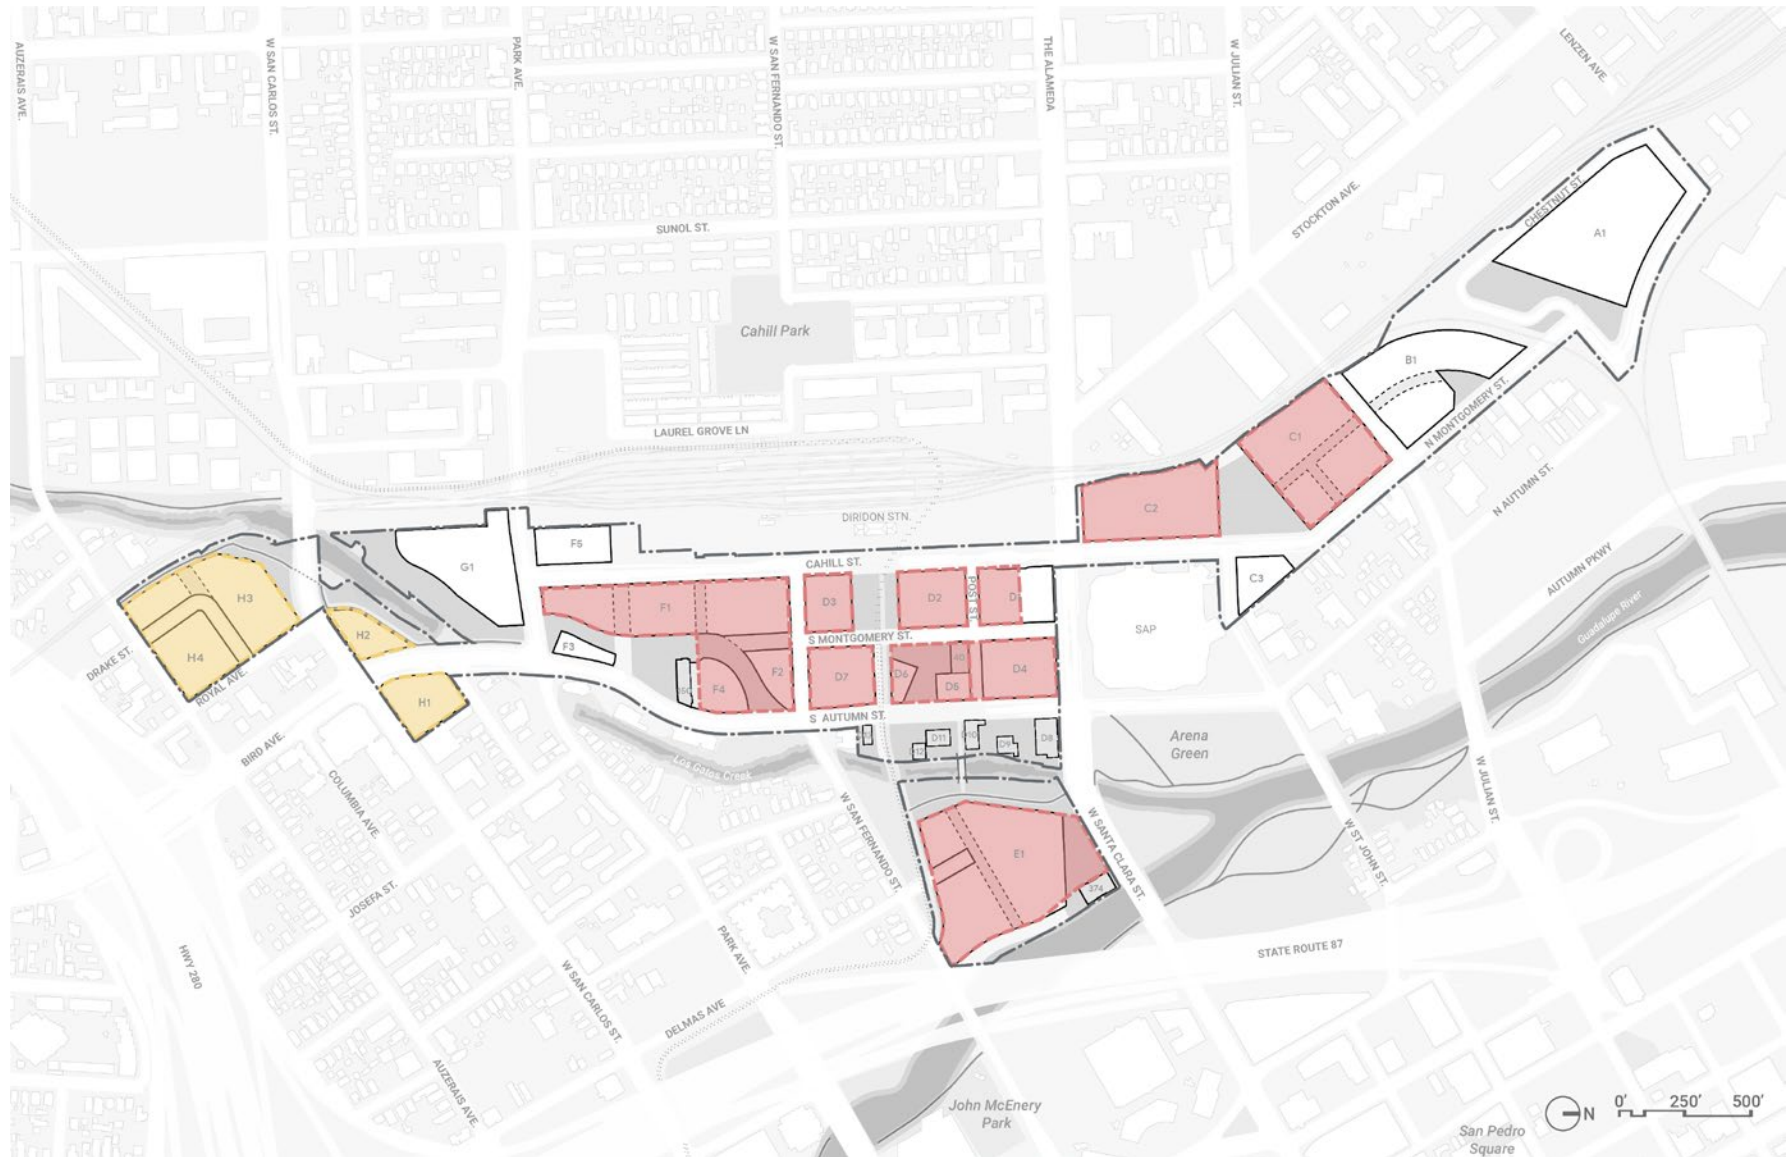 AUZERAIS AVE.
W SAN CARLOS ST.
PARK AVE.
W SAN FERNANDO ST.
THE ALAMEDA
W JULIAN ST.
LENZEN AVE.
STOCKTON AVE.
CHESTNUT ST.
A1
SUNOL ST.
Cahill Park
LAUREL GROVE LN
B1
N MONTGOMERY ST.
C1
N AUTUMN ST.
C2
DIRIDON STN.
CAHILL ST.
F5
G1
C3
AUTUMN PKWY
Guadalupe River
H3
H4
H2
H1
F1
D3
D2
POST ST.
D
SAP
S MONTGOMERY ST.
F3
F2
F4
D7
D6
D5
D4
DRAKE ST.
ROYAL AVE.
BIRD AVE.
S AUTUMN ST.
D11
D10
D9
D8
Arena
Green
Los Gatos Creek
COLUMBIA AVE.
W SAN FERNANDO ST.
W SANTA CLARA ST.
W ST JOHN ST.
W JULIAN ST.
E1
374
JOSEFA ST.
HWY 280
W SAN CARLOS ST.
PARK AVE.
STATE ROUTE 87
DELMAS AVE
AUZERAIS AVE
John McEnery
Park
N
0' 250' 500'
San Pedro
Square